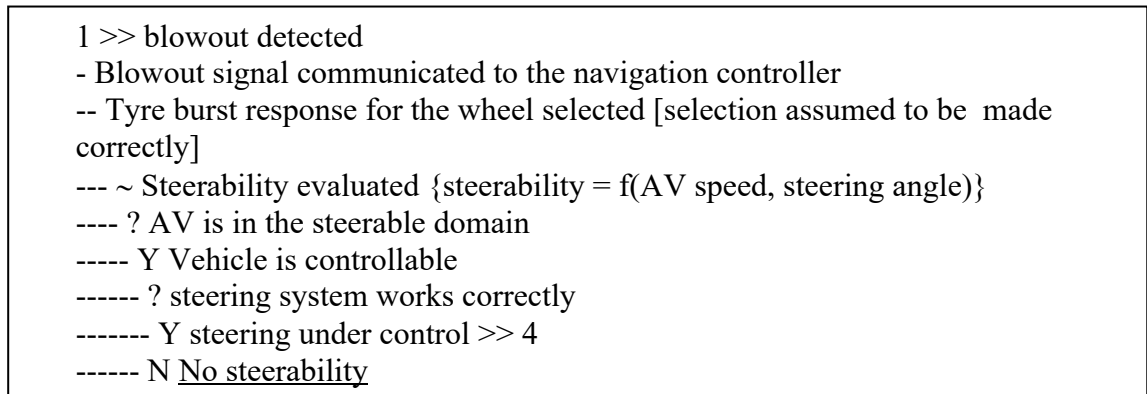 1 >> blowout detected
- Blowout signal communicated to the navigation controller
-- Tyre burst response for the wheel selected [selection assumed to be  made
correctly]
--- ~ Steerability evaluated {steerability = f(AV speed, steering angle)}
---- ? AV is in the steerable domain
----- Y Vehicle is controllable
------ ? steering system works correctly
------- Y steering under control >> 4
------ N No steerability